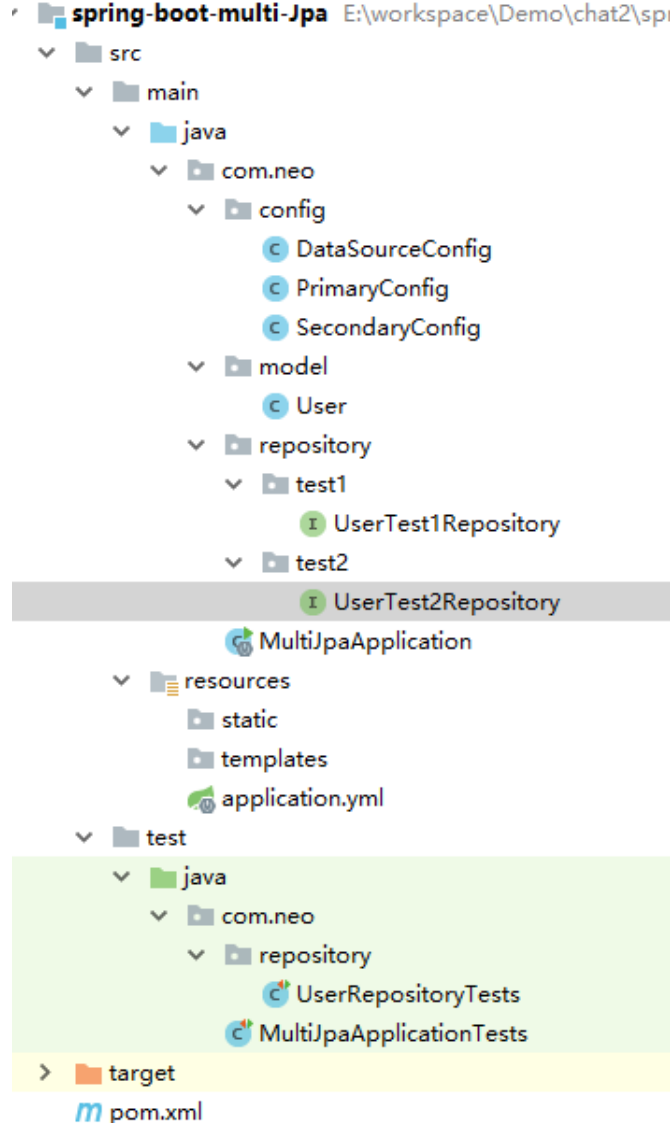 spring-boot-multi-Jpa E:\workspace\Demo\chat2\spr
src
main
java
com.neo
config
C DataSourceConfig
C PrimaryConfig
C SecondaryConfig
model
C User
repository
test1
I UserTest1Repository
test2
I UserTest2Repository
MultiJpaApplication
resources
static
templates
application.yml
test
java
com.neo
repository
C UserRepositoryTests
C MultiJpaApplicationTests
target
m pom.xml